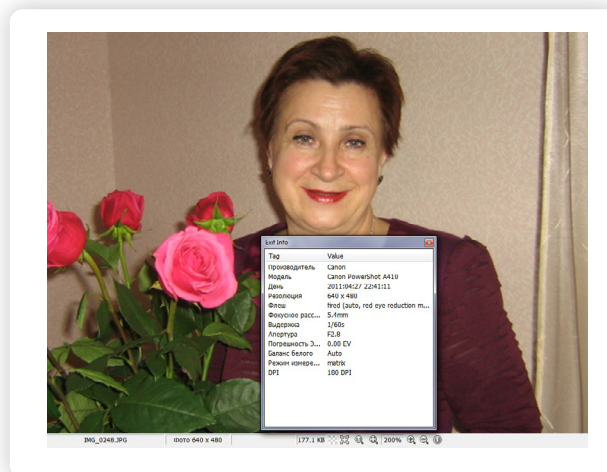 Exif Info
Tag Value
Производитель Canon
Модель Canon PowerShot A410
День 2011:04:27 22:41:11
Резолюция 640 x 480
Флеш fired (auto, red eye reduction m...
Фокусное расс... 5.4mm
Выдержка 1/60s
Апертура F2.8
Погрешность Э... 0.00 EV
Баланс белого Auto
Режим измере... matrix
DPI 180 DPI
IMG_0248.JPG Фото 640 x 480 177.1 KB 200%